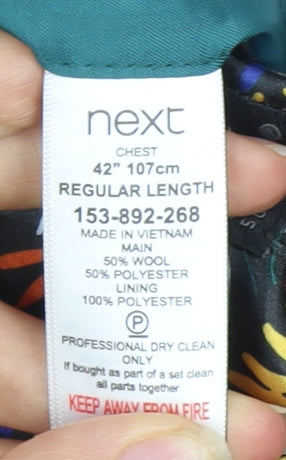 next
CHEST
42" 107cm
REGULAR LENGTH
153-892-268
MADE IN VIETNAM
MAIN
50% WOOL
50% POLYESTER
LINING
100% POLYESTER
P
PROFESSIONAL DRY CLEAN
ONLY
If bought as part of a set clean
all parts together
KEEP AWAY FROM FIRE